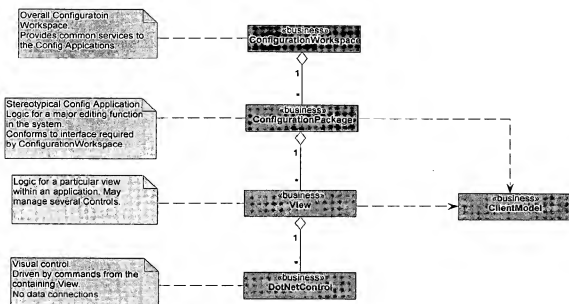 Overall Configuratoin
Workspace
Provides common services to
the Config Applications.
«business»
ConfigurationWorkspace
1
*
Stereotypical Config Application
Logic for a major editing function
in the system.
Conforms to interface required
by ConfigurationWorkspace
«business»
ConfigurationPackage
1
*
Logic for a particular view
within an application. May
manage several Controls.
«business»
View
«business»
ClientModel
1
*
Visual control
Driven by commands from the
containing View.
No data connections
«business»
DotNetControl